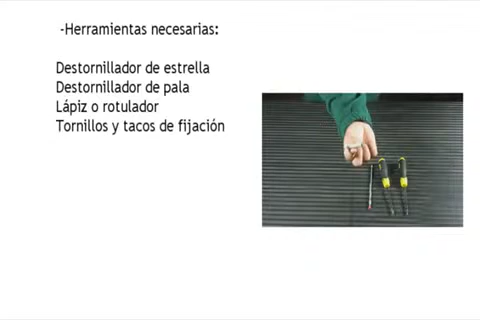 -Herramientas necesarias:
Destornillador de estrella
Destornillador de pala
Lápiz o rotulador
Tornillos y tacos de fijación